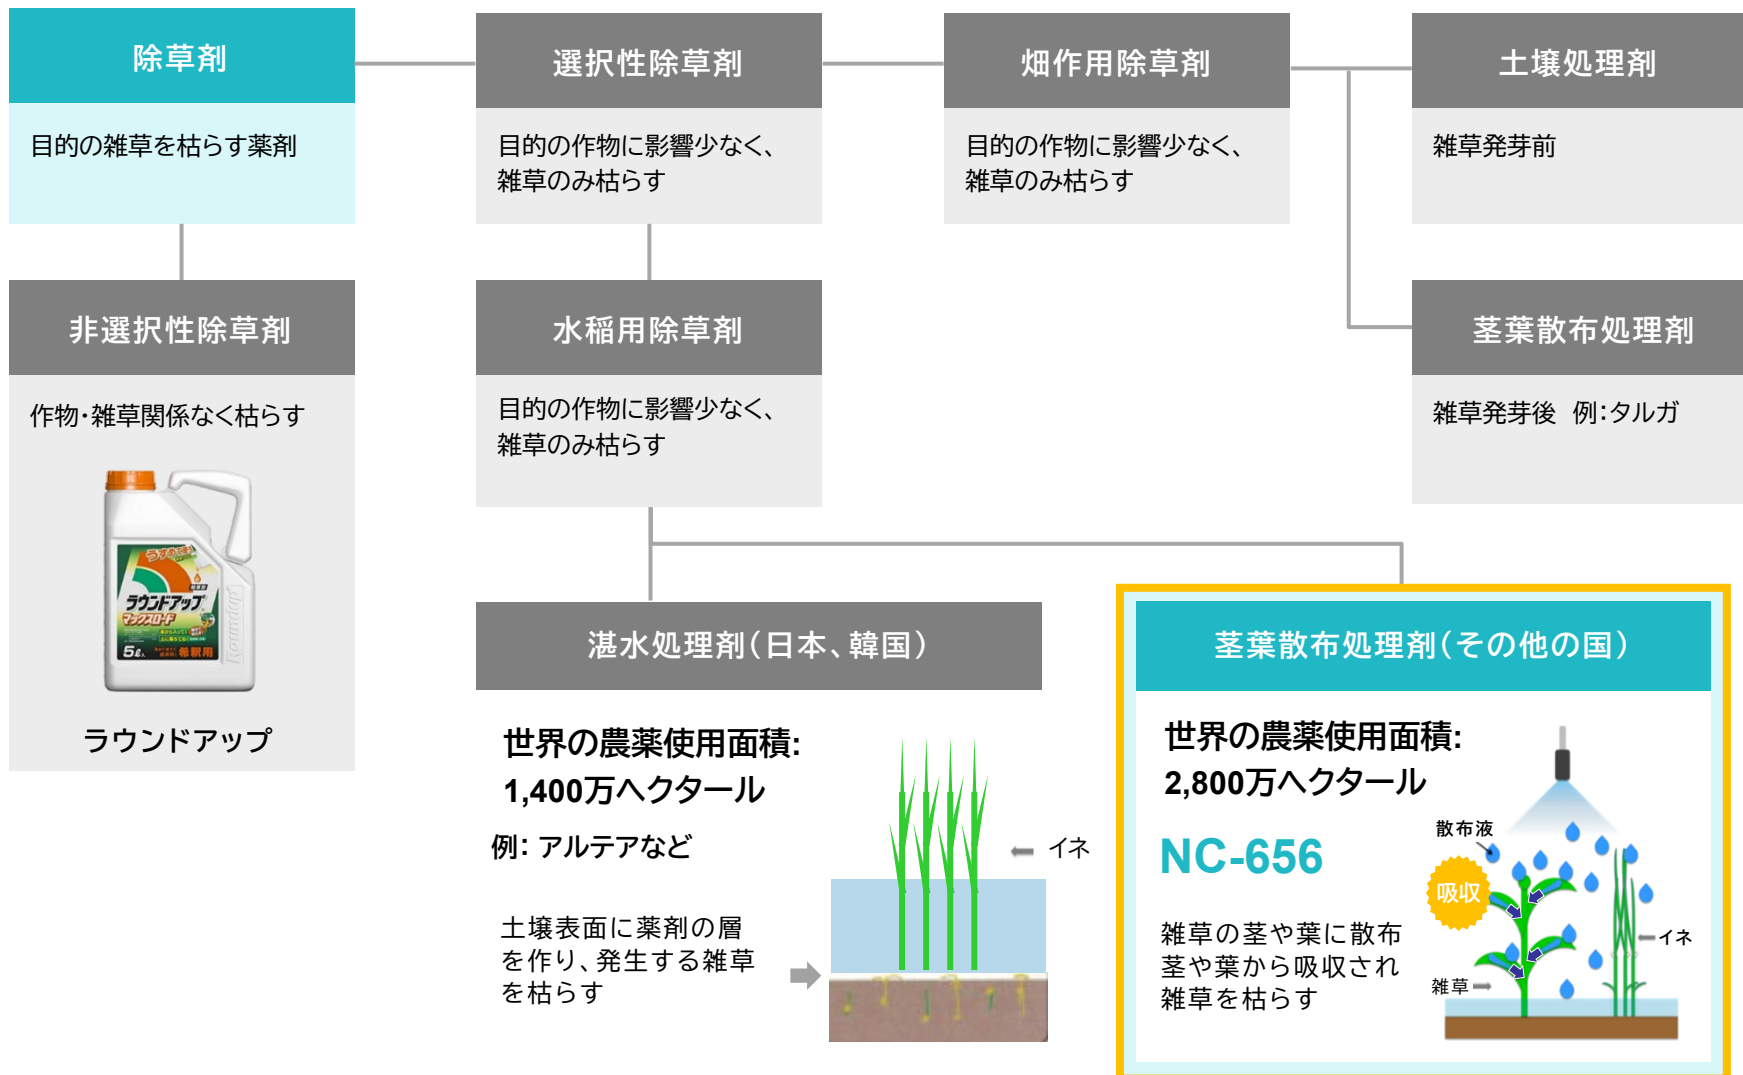 除草剤
目的の雑草を枯らす薬剤
選択性除草剤
目的の作物に影響少なく、
雑草のみ枯らす
畑作用除草剤
目的の作物に影響少なく、
雑草のみ枯らす
土壌処理剤
雑草発芽前
非選択性除草剤
作物・雑草関係なく枯らす
ラウンドアップ
マックスロード
5ℓ入
希釈用
Roundup
ラウンドアップ
水稲用除草剤
目的の作物に影響少なく、
雑草のみ枯らす
茎葉散布処理剤
雑草発芽後 例：タルガ
湛水処理剤（日本、韓国）
世界の農薬使用面積:
1,400万ヘクタール
例： アルテアなど
イネ
土壌表面に薬剤の層
を作り、発生する雑草
を枯らす
茎葉散布処理剤（その他の国）
世界の農薬使用面積:
2,800万ヘクタール
NC-656
雑草の茎や葉に散布
茎や葉から吸収され
雑草を枯らす
散布液
吸収
イネ
雑草